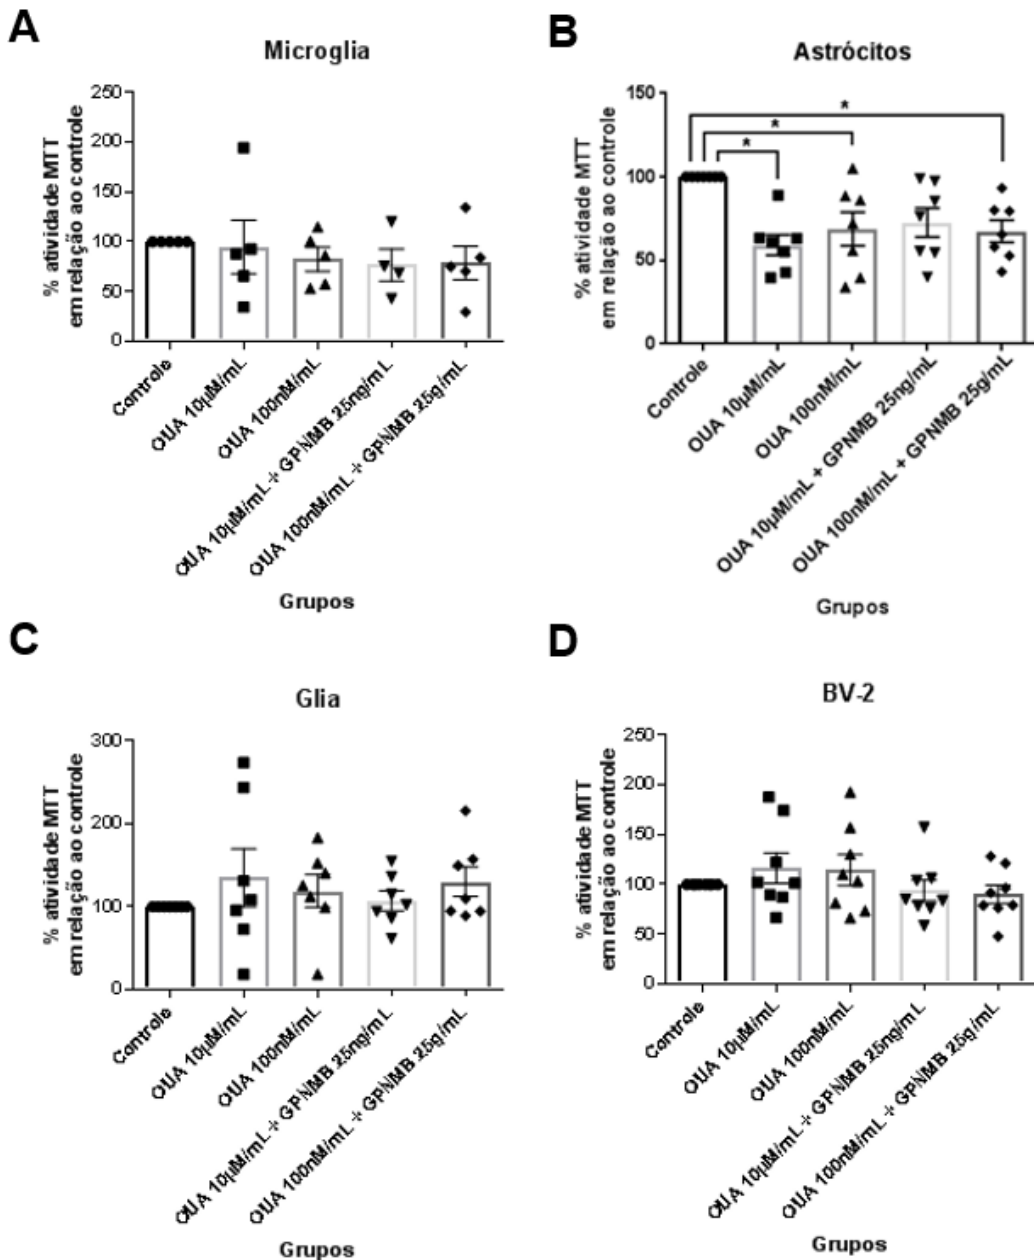 A
Microglia
% atividade MTT
em relação ao controle
250
200
150
100
50
0
Controle
OUA 10µM/mL
OUA 100nM/mL
OUA 10µM/mL + GPNMB 25ng/mL
OUA 100nM/mL + GPNMB 25g/mL
Grupos
B
Astrócitos
% atividade MTT
em relação ao controle
150
100
50
0
*
*
*
Controle
OUA 10µM/mL
OUA 100nM/mL
OUA 10µM/mL + GPNMB 25ng/mL
OUA 100nM/mL + GPNMB 25g/mL
Grupos
C
Glia
% atividade MTT
em relação ao controle
300
200
100
0
Controle
OUA 10µM/mL
OUA 100nM/mL
OUA 10µM/mL + GPNMB 25ng/mL
OUA 100nM/mL + GPNMB 25g/mL
Grupos
D
BV-2
% atividade MTT
em relação ao controle
250
200
150
100
50
0
Controle
OUA 10µM/mL
OUA 100nM/mL
OUA 10µM/mL + GPNMB 25ng/mL
OUA 100nM/mL + GPNMB 25g/mL
Grupos